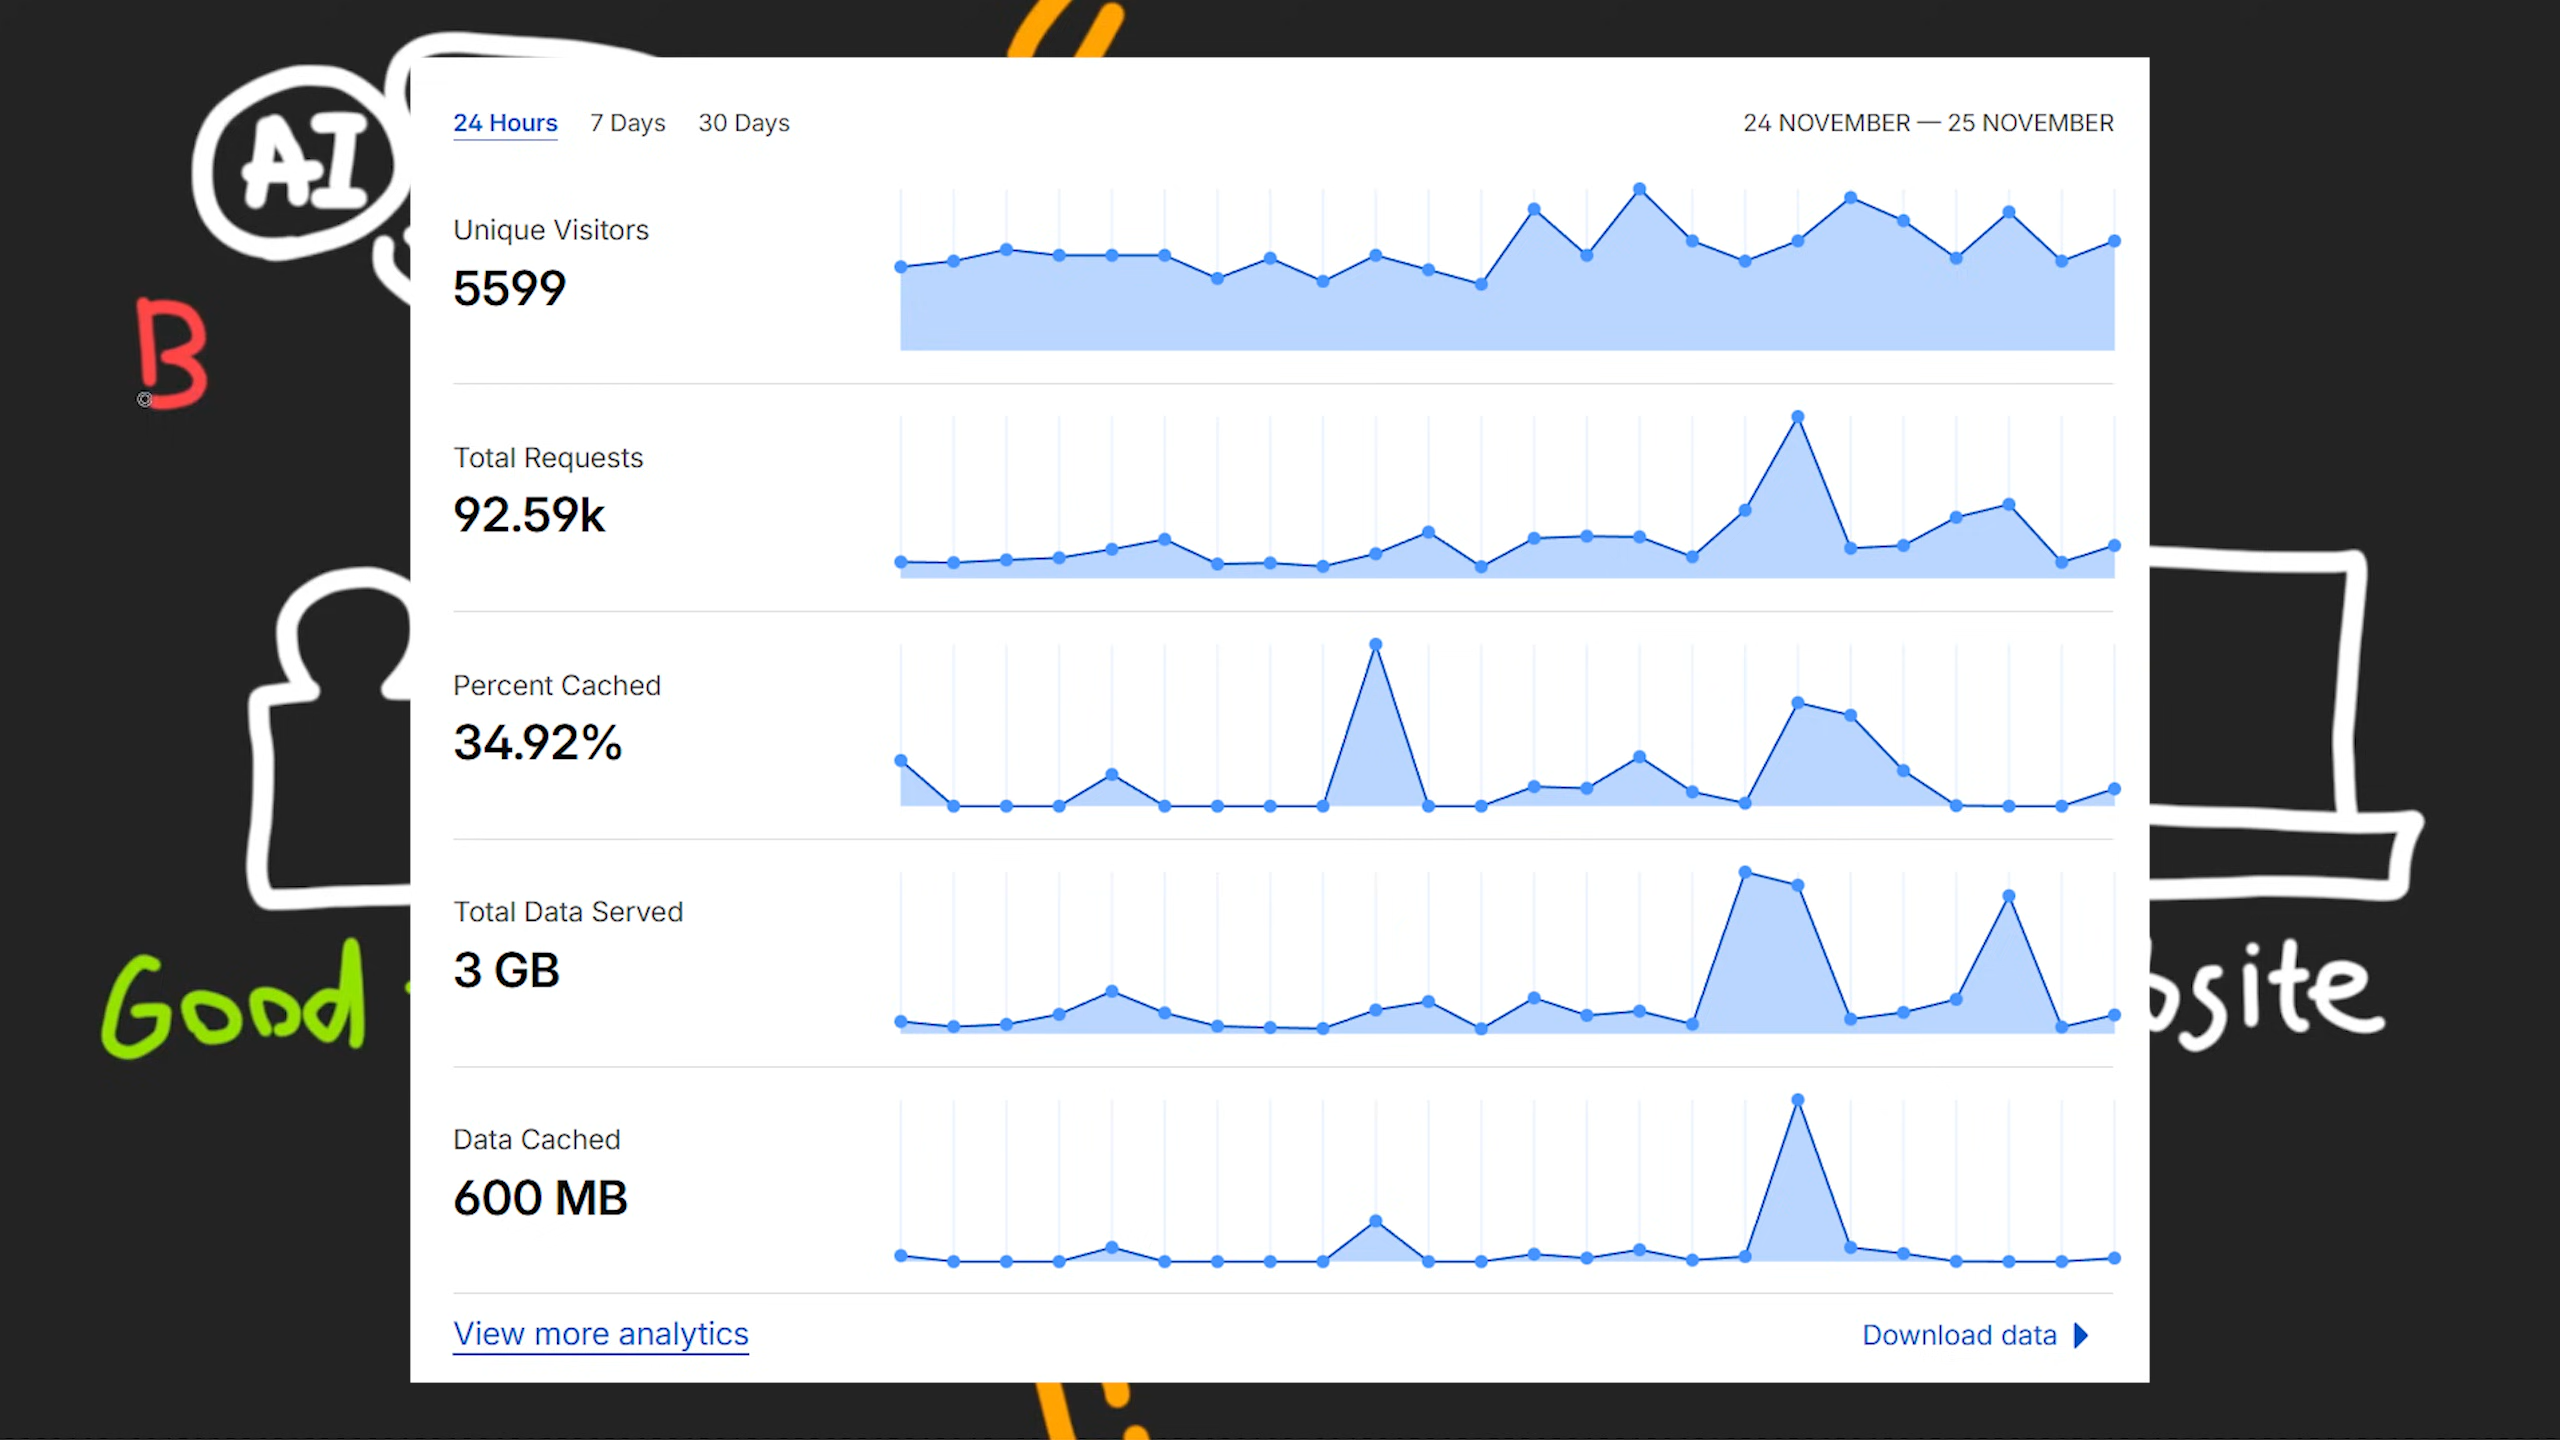 AI
B
24 Hours 7 Days 30 Days
24 NOVEMBER — 25 NOVEMBER
Unique Visitors
5599
Total Requests
92.59k
Percent Cached
34.92%
Total Data Served
3 GB
Data Cached
600 MB
Good
bsite
View more analytics
Download data